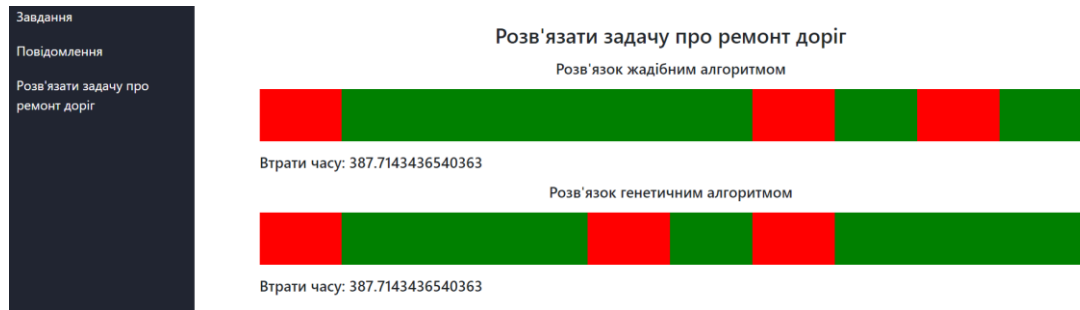 Завдання
Повідомлення
Розв'язати задачу про
ремонт доріг
Розв'язати задачу про ремонт доріг
Розв'язок жадібним алгоритмом
Втрати часу: 387.7143436540363
Розв'язок генетичним алгоритмом
Втрати часу: 387.7143436540363